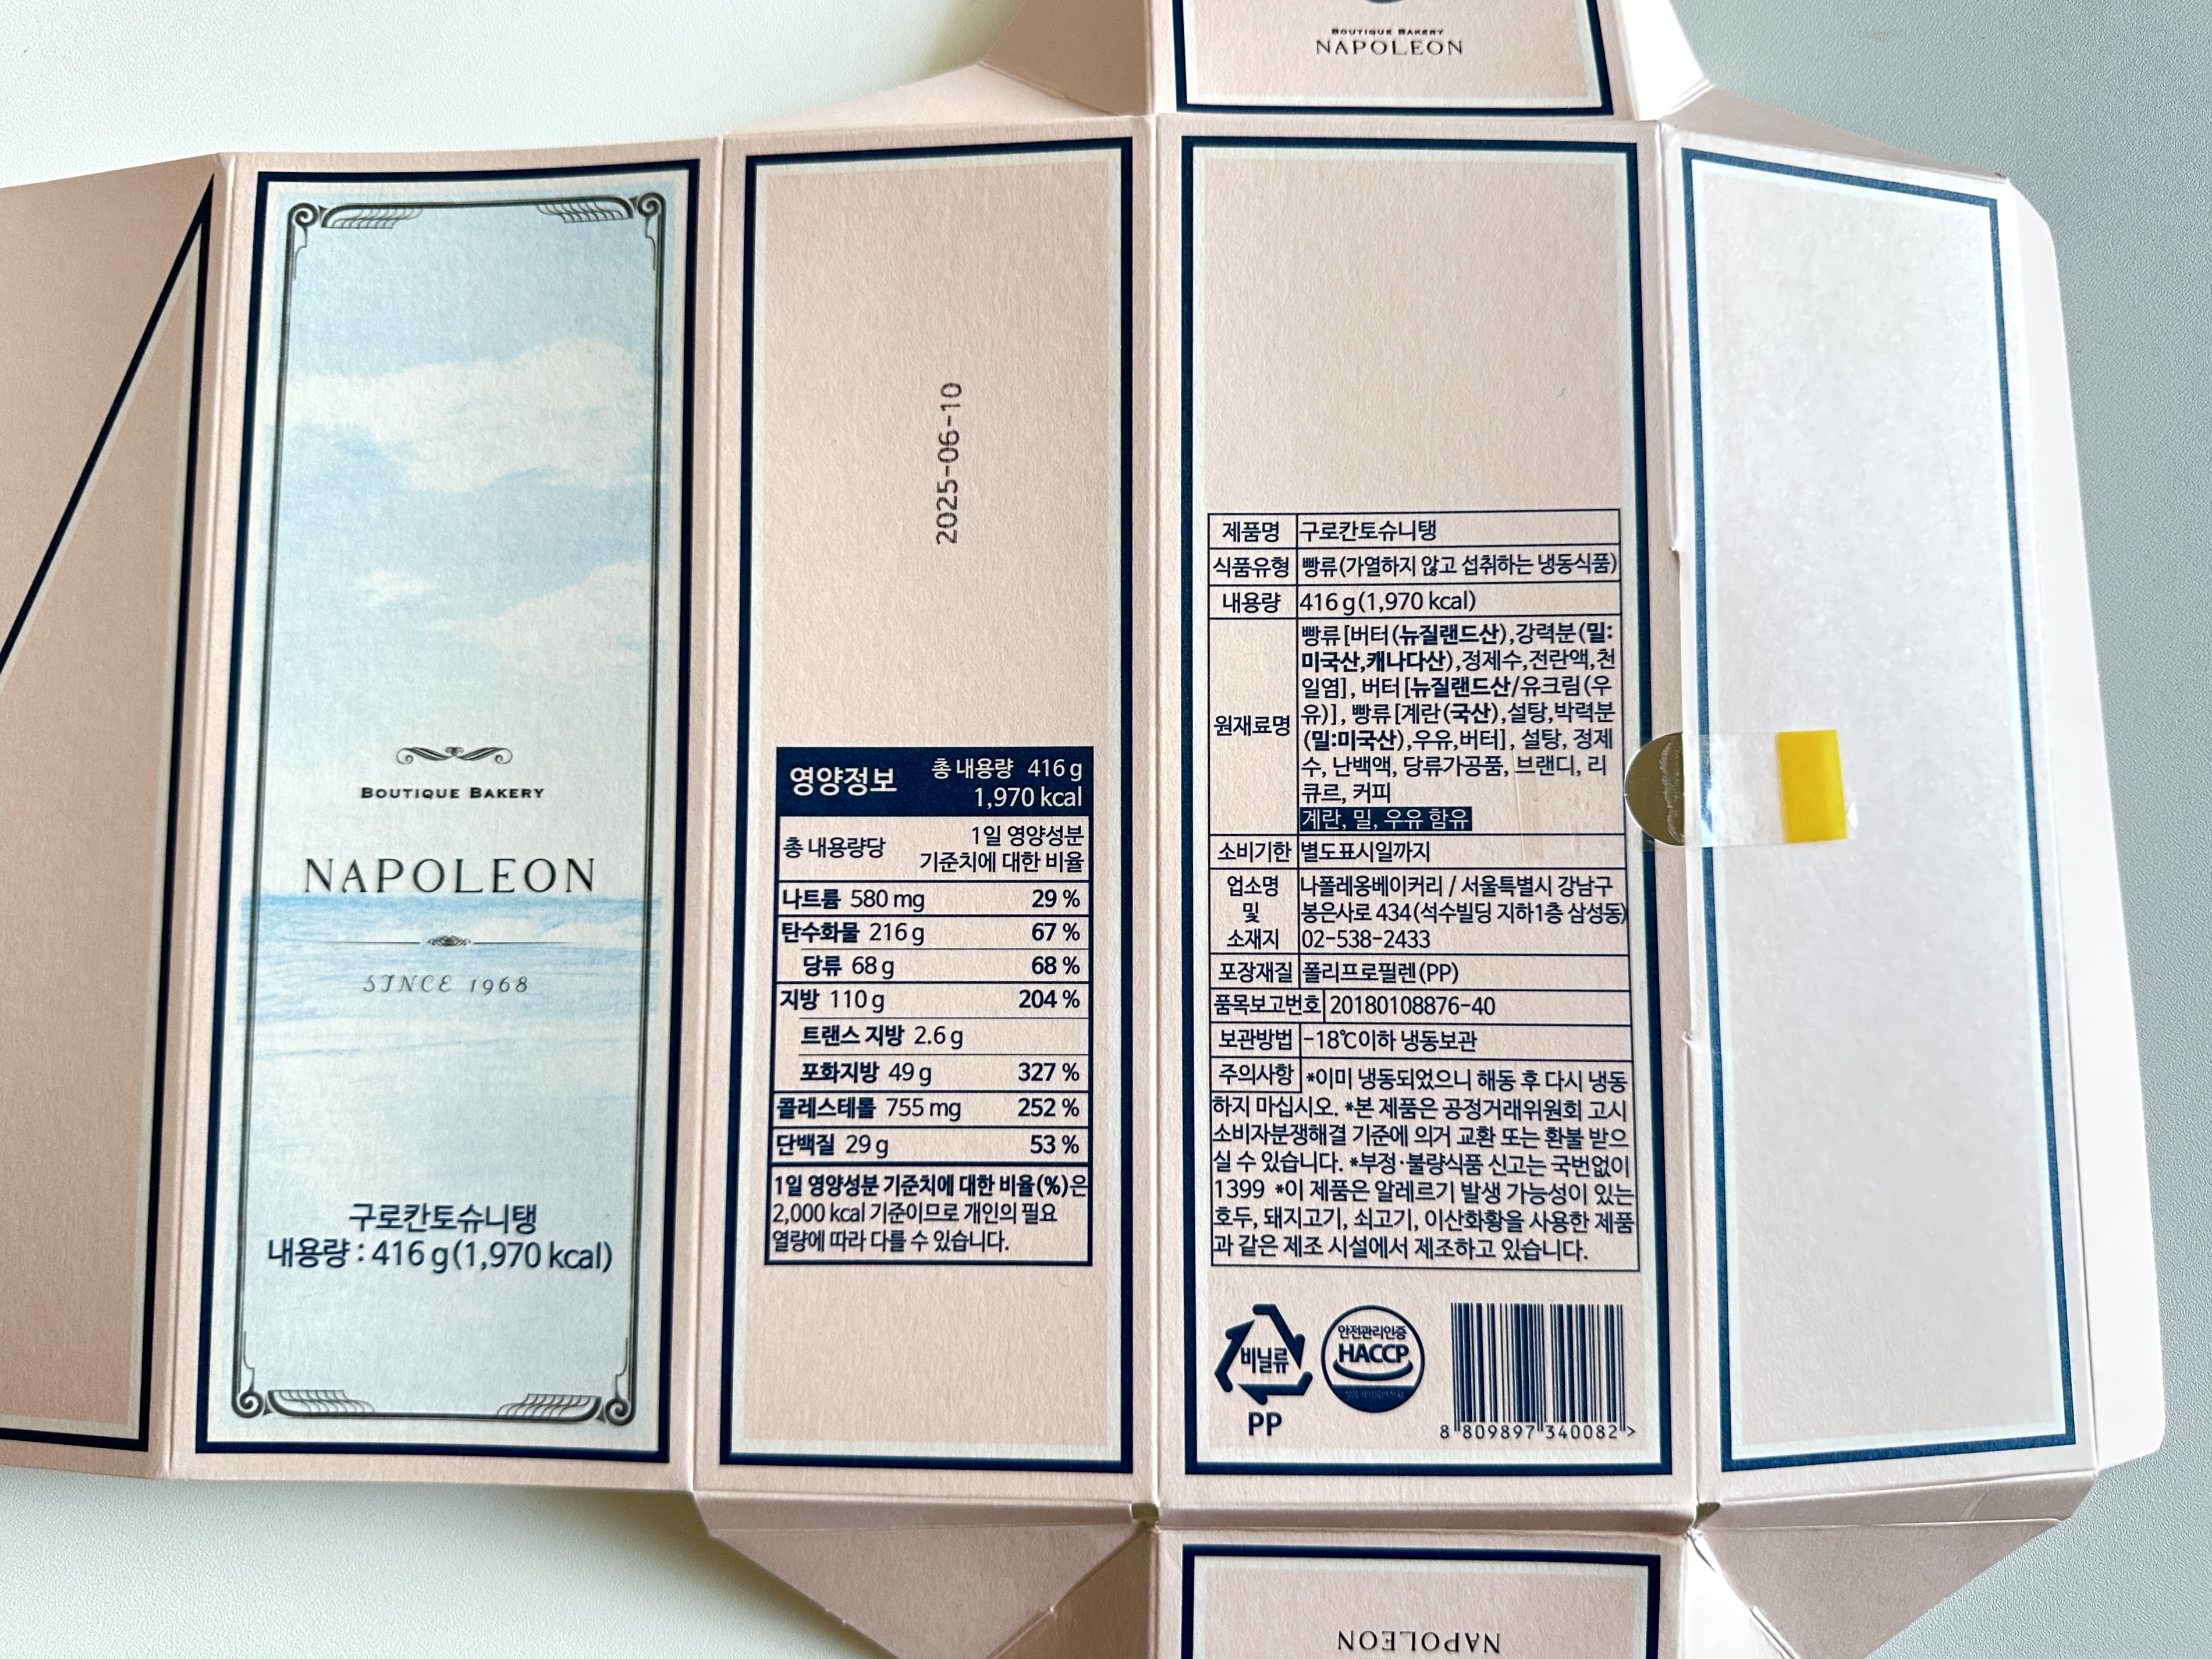 BOUTIQUE BAKERY
NAPOLEON
BOUTIQUE BAKERY
NAPOLEON
SINCE 1968
구로칸토슈니탱
내용량 : 416 g(1,970 kcal)
2025-06-10
영양정보 총 내용량 416 g
1,970 kcal
총 내용량당 1일 영양성분
기준치에 대한 비율
나트륨 580 mg 29 %
탄수화물 216 g 67 %
당류 68 g 68 %
지방 110 g 204 %
트랜스 지방 2.6 g
포화지방 49 g 327 %
콜레스테롤 755 mg 252 %
단백질 29 g 53 %
1일 영양성분 기준치에 대한 비율(%)은
2,000 kcal 기준이므로 개인의 필요
열량에 따라 다를 수 있습니다.
제품명 구로칸토슈니탱
식품유형 빵류(가열하지 않고 섭취하는 냉동식품)
내용량 416 g(1,970 kcal)
원재료명 빵류[버터(뉴질랜드산),강력분(밀:
미국산,캐나다산),정제수,전란액,천
일염], 버터[뉴질랜드산/유크림(우
유)], 빵류[계란(국산),설탕,박력분
(밀:미국산),우유,버터], 설탕, 정제
수, 난백액, 당류가공품, 브랜디, 리
큐르, 커피
계란, 밀, 우유 함유
소비기한 별도표시일까지
업소명 및 소재지 나폴레옹베이커리 / 서울특별시 강남구
봉은사로 434(석수빌딩 지하1층 삼성동)
02-538-2433
포장재질 폴리프로필렌(PP)
품목보고번호 20180108876-40
보관방법 -18℃이하 냉동보관
주의사항 *이미 냉동되었으니 해동 후 다시 냉동
하지 마십시오. *본 제품은 공정거래위원회 고시
소비자분쟁해결 기준에 의거 교환 또는 환불 받으
실 수 있습니다. *부정·불량식품 신고는 국번없이
1399 *이 제품은 알레르기 발생 가능성이 있는
호두, 돼지고기, 쇠고기, 이산화황을 사용한 제품
과 같은 제조 시설에서 제조하고 있습니다.
비닐류
PP
안전관리인증
HACCP
8 809897 340082 >
NAPOLEON